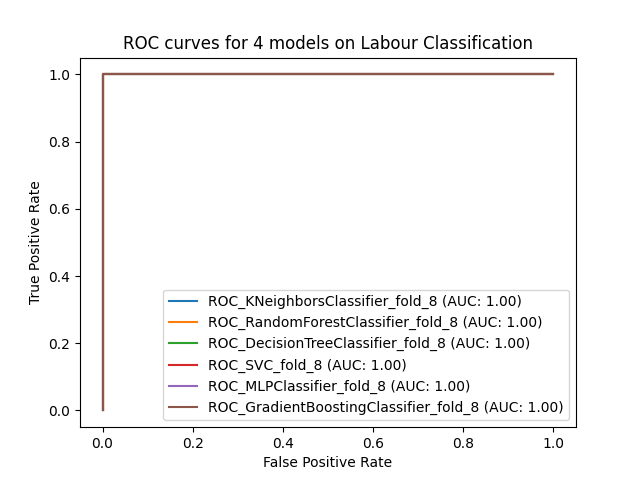 ROC curves for 4 models on Labour Classification
1.0
0.8
0.6
0.4
0.2
0.0
True Positive Rate
ROC_KNeighborsClassifier_fold_8 (AUC: 1.00)
ROC_RandomForestClassifier_fold_8 (AUC: 1.00)
ROC_DecisionTreeClassifier_fold_8 (AUC: 1.00)
ROC_SVC_fold_8 (AUC: 1.00)
ROC_MLPClassifier_fold_8 (AUC: 1.00)
ROC_GradientBoostingClassifier_fold_8 (AUC: 1.00)
0.0 0.2 0.4 0.6 0.8 1.0
False Positive Rate